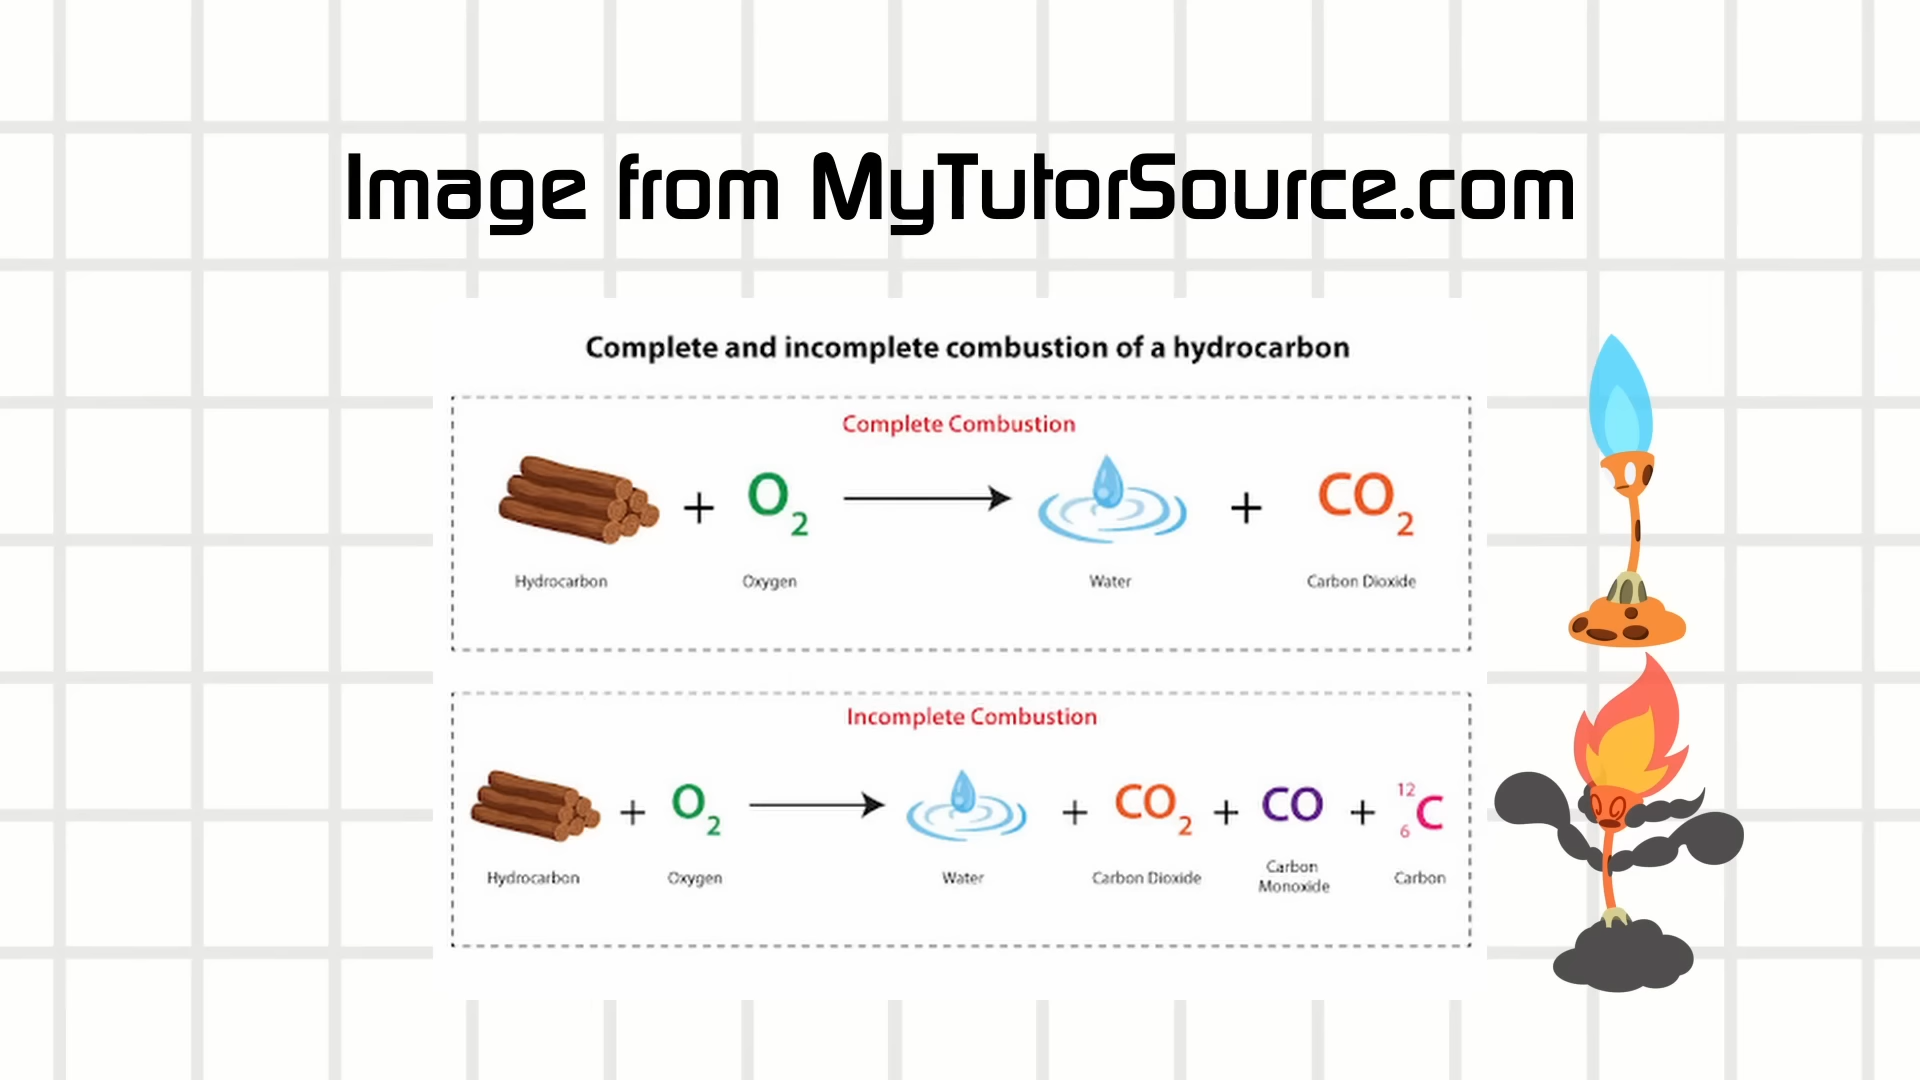 Image from MyTutorSource.com
Complete and incomplete combustion of a hydrocarbon
Complete Combustion
+ O2 + CO2
Hydrocarbon Oxygen Water Carbon Dioxide
Incomplete Combustion
+ O2 + CO2 + CO + 12 6 C
Hydrocarbon Oxygen Water Carbon Dioxide Carbon Monoxide Carbon